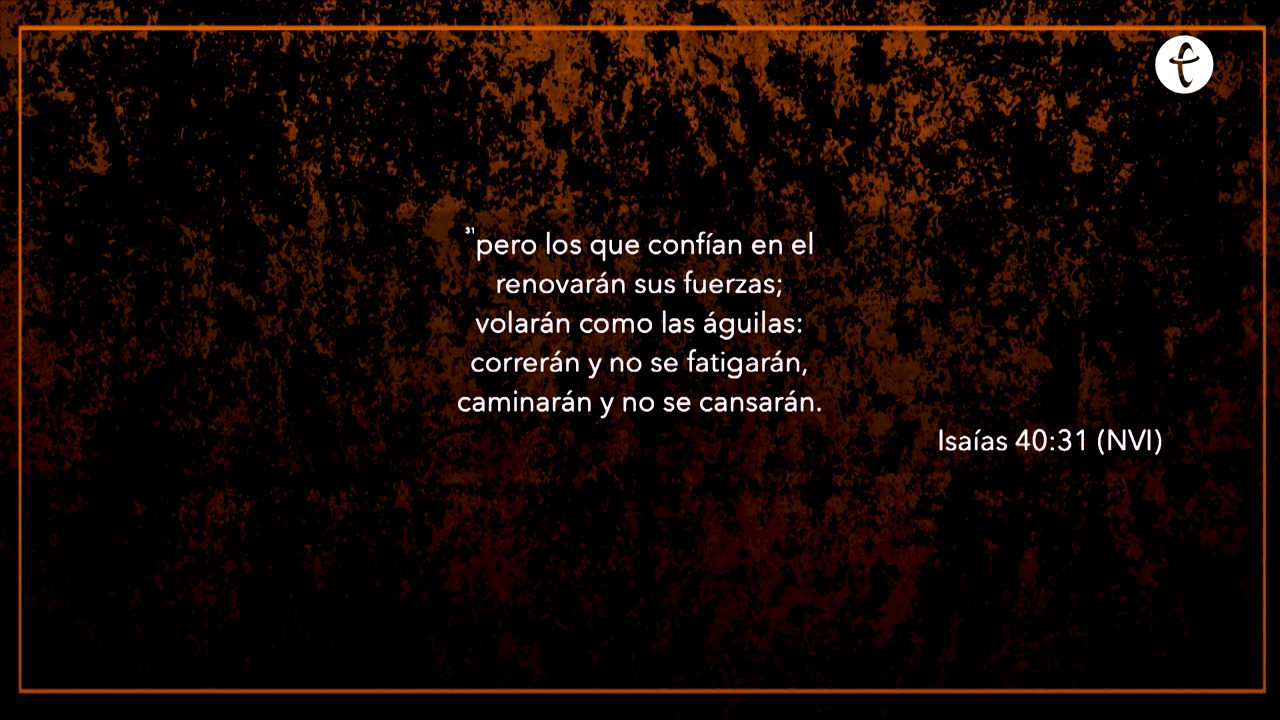 ³¹pero los que confían en el
renovarán sus fuerzas;
volarán como las águilas:
correrán y no se fatigarán,
caminarán y no se cansarán.
Isaías 40:31 (NVI)